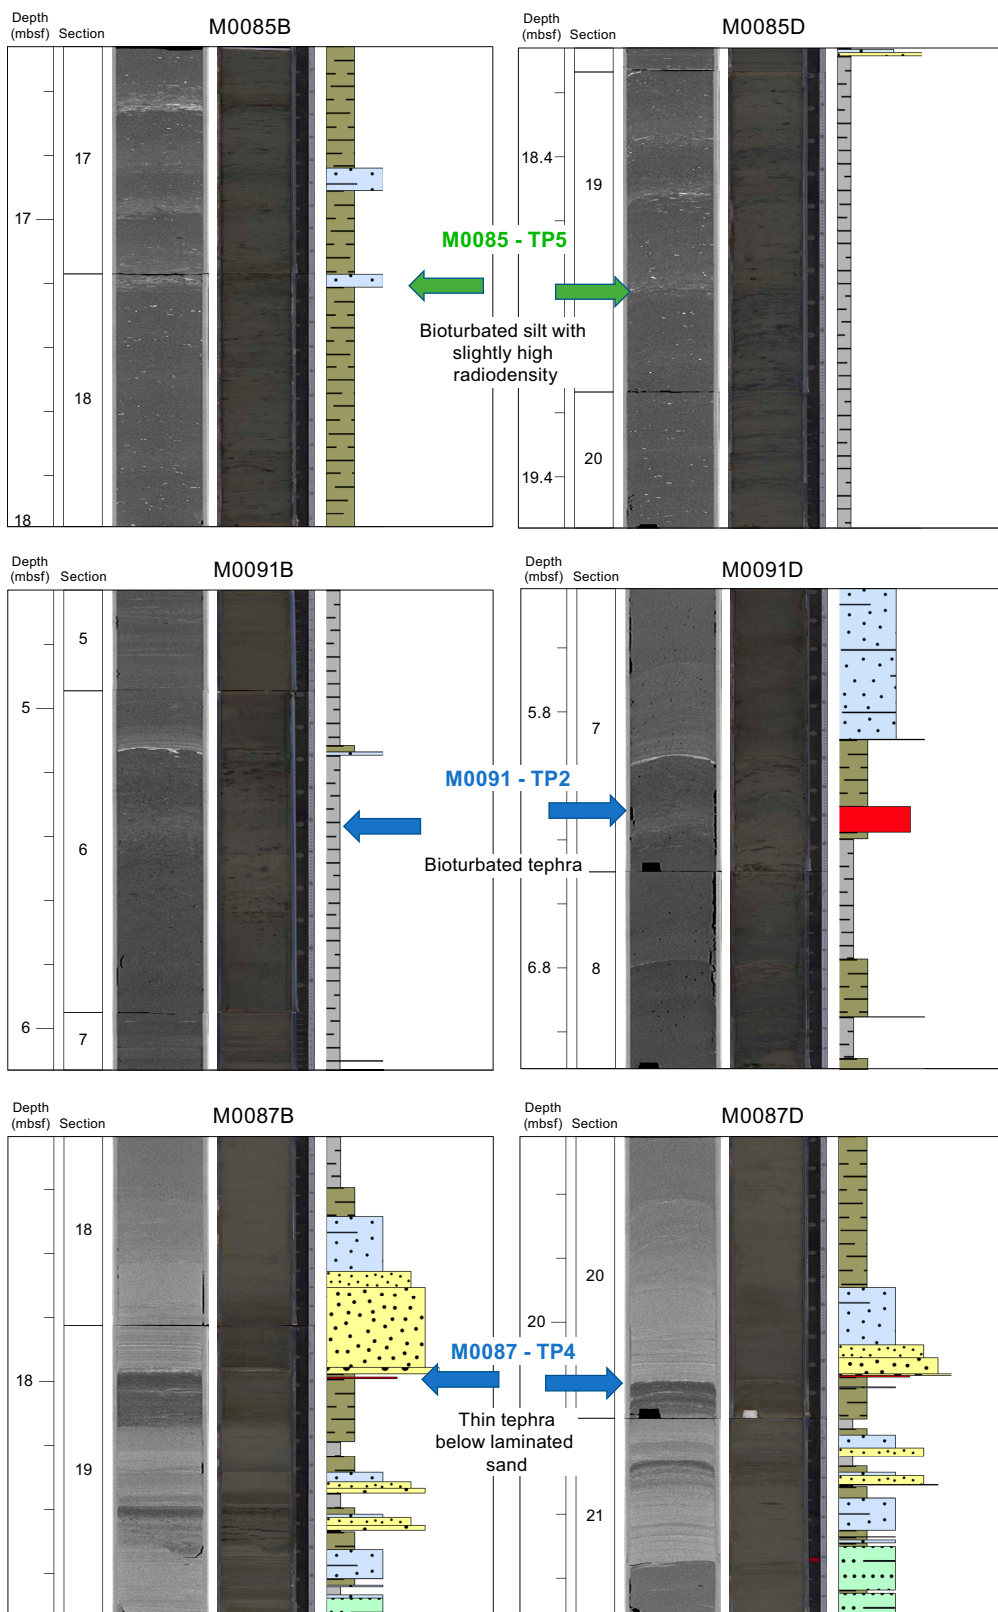 M0085B
Depth
(mbsf) Section
17
17
18
18
M0085D
Depth
(mbsf) Section
18.4
19
19.4
20
M0085 - TP5
Bioturbated silt with
slightly high
radiodensity
M0091B
Depth
(mbsf) Section
5
5
6
6
7
M0091D
Depth
(mbsf) Section
5.8
7
6.8
8
M0091 - TP2
Bioturbated tephra
M0087B
Depth
(mbsf) Section
18
18
19
M0087D
Depth
(mbsf) Section
20
20
21
M0087 - TP4
Thin tephra
below laminated
sand